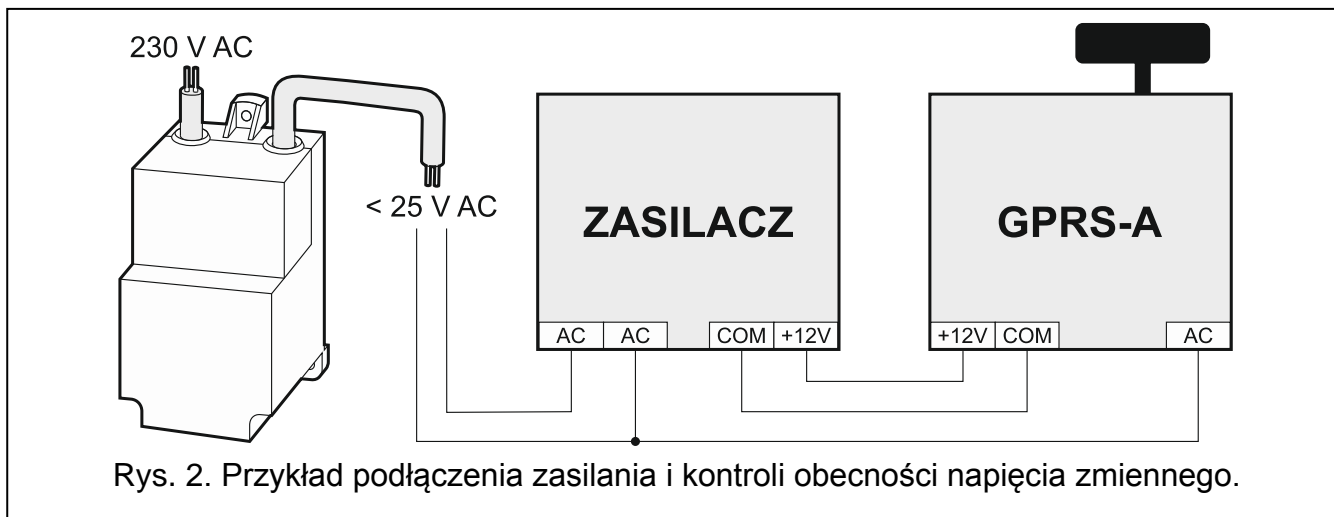 230 V AC
< 25 V AC
ZASILACZ
GPRS-A
AC AC COM +12V
+12V COM AC
Rys. 2. Przykład podłączenia zasilania i kontroli obecności napięcia zmiennego.